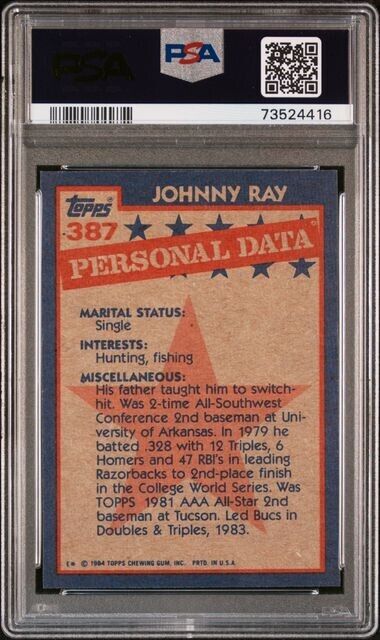 PSA
PSA
73524416
JOHNNY RAY
Topps®
387
PERSONAL DATA
MARITAL STATUS:
Single
INTERESTS:
Hunting, fishing
MISCELLANEOUS:
His father taught him to switch-
hit. Was 2-time All-Southwest
Conference 2nd baseman at Uni-
versity of Arkansas. In 1979 he
batted .328 with 12 Triples, 6
Homers and 47 RBI's in leading
Razorbacks to 2nd-place finish
in the College World Series. Was
TOPPS 1981 AAA All-Star 2nd
baseman at Tucson. Led Bucs in
Doubles & Triples, 1983.
E* © 1984 TOPPS CHEWING GUM, INC. PRTD. IN U.S.A.